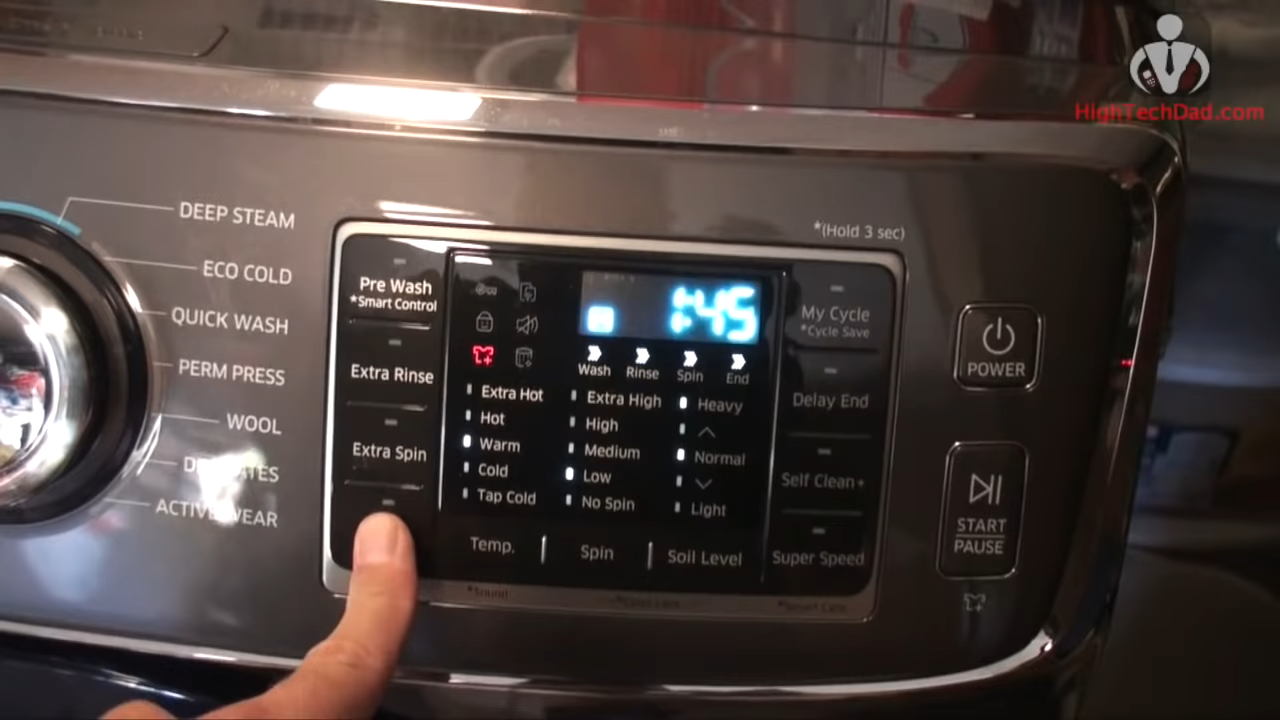 HighTechDad.com
DEEP STEAM
ECO COLD
QUICK WASH
PERM PRESS
WOOL
ACTIVE WEAR
*(Hold 3 sec)
Pre Wash
*Smart Control
Extra Rinse
Extra Spin
1:45
Wash Rinse Spin End
Extra Hot
Hot
Warm
Cold
Tap Cold
Extra High
High
Medium
Low
No Spin
Heavy
Normal
Light
Temp. Spin Soil Level
*Sound
My Cycle
*Cycle Save
Delay End
Self Clean+
Super Speed
POWER
START
PAUSE